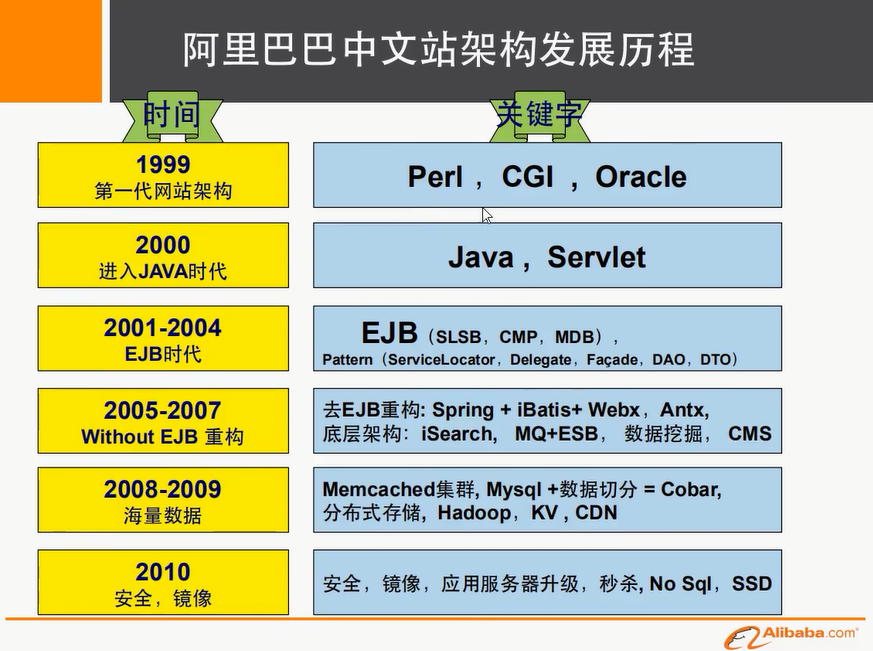 阿里巴巴中文站架构发展历程
时间
关键字
1999
第一代网站架构
Perl ，CGI ，Oracle
2000
进入JAVA时代
Java ，Servlet
2001-2004
EJB时代
EJB（SLSB，CMP，MDB），
Pattern（ServiceLocator，Delegate，Façade，DAO，DTO）
2005-2007
Without EJB 重构
去EJB重构: Spring + iBatis+ Webx，Antx,
底层架构：iSearch, MQ+ESB， 数据挖掘， CMS
2008-2009
海量数据
Memcached集群, Mysql +数据切分 = Cobar,
分布式存储, Hadoop，KV , CDN
2010
安全，镜像
安全，镜像，应用服务器升级，秒杀, No Sql，SSD
Alibaba.com®